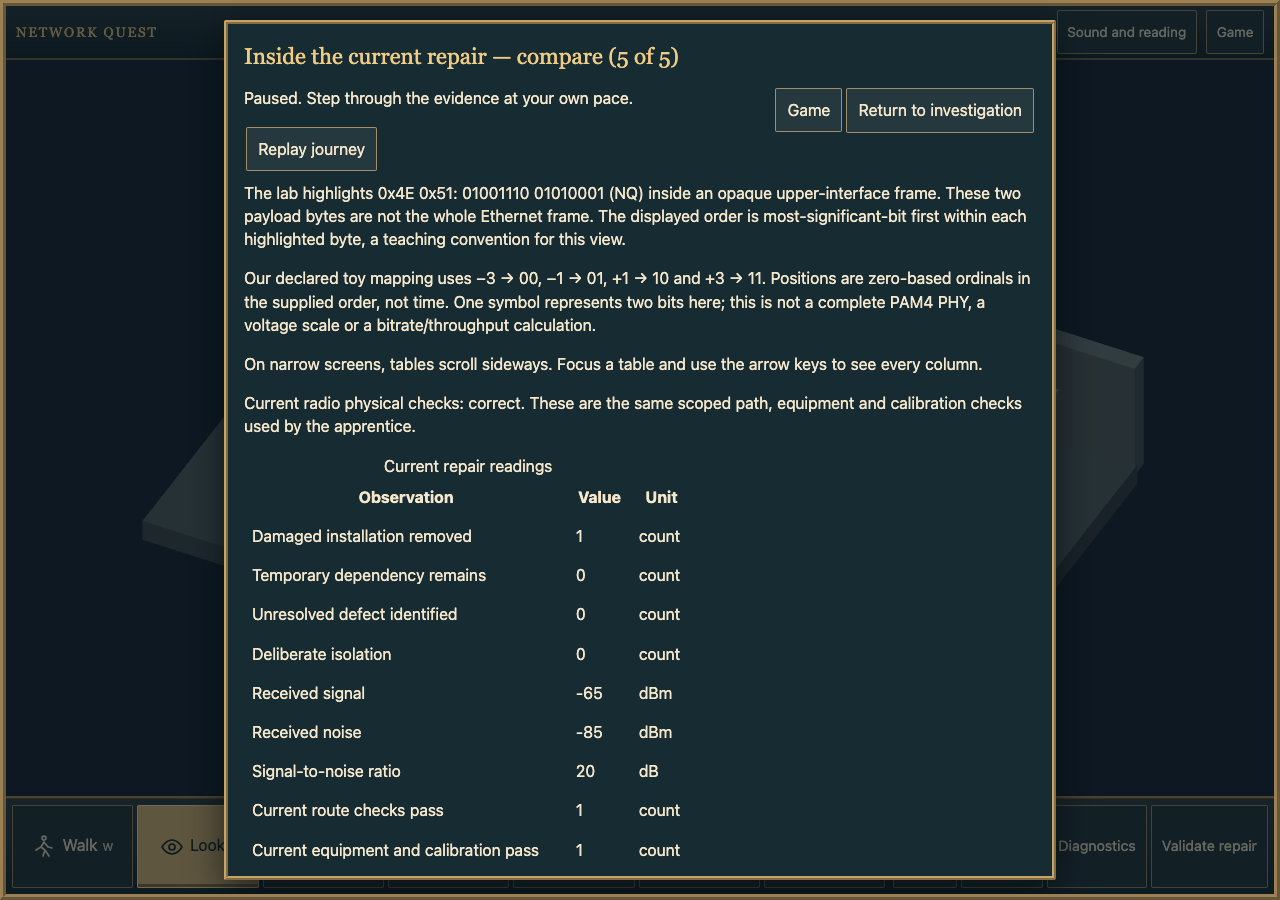 NETWORK QUEST
Sound and reading
Game
Inside the current repair — compare (5 of 5)
Paused. Step through the evidence at your own pace.
Game
Return to investigation
Replay journey
The lab highlights 0x4E 0x51: 01001110 01010001 (NQ) inside an opaque upper-interface frame. These two
payload bytes are not the whole Ethernet frame. The displayed order is most-significant-bit first within each
highlighted byte, a teaching convention for this view.
Our declared toy mapping uses −3 → 00, −1 → 01, +1 → 10 and +3 → 11. Positions are zero-based ordinals in
the supplied order, not time. One symbol represents two bits here; this is not a complete PAM4 PHY, a
voltage scale or a bitrate/throughput calculation.
On narrow screens, tables scroll sideways. Focus a table and use the arrow keys to see every column.
Current radio physical checks: correct. These are the same scoped path, equipment and calibration checks
used by the apprentice.
Current repair readings
Observation Value Unit
Damaged installation removed 1 count
Temporary dependency remains 0 count
Unresolved defect identified 0 count
Deliberate isolation 0 count
Received signal -65 dBm
Received noise -85 dBm
Signal-to-noise ratio 20 dB
Current route checks pass 1 count
Current equipment and calibration pass 1 count
Walk W
Look
Diagnostics
Validate repair